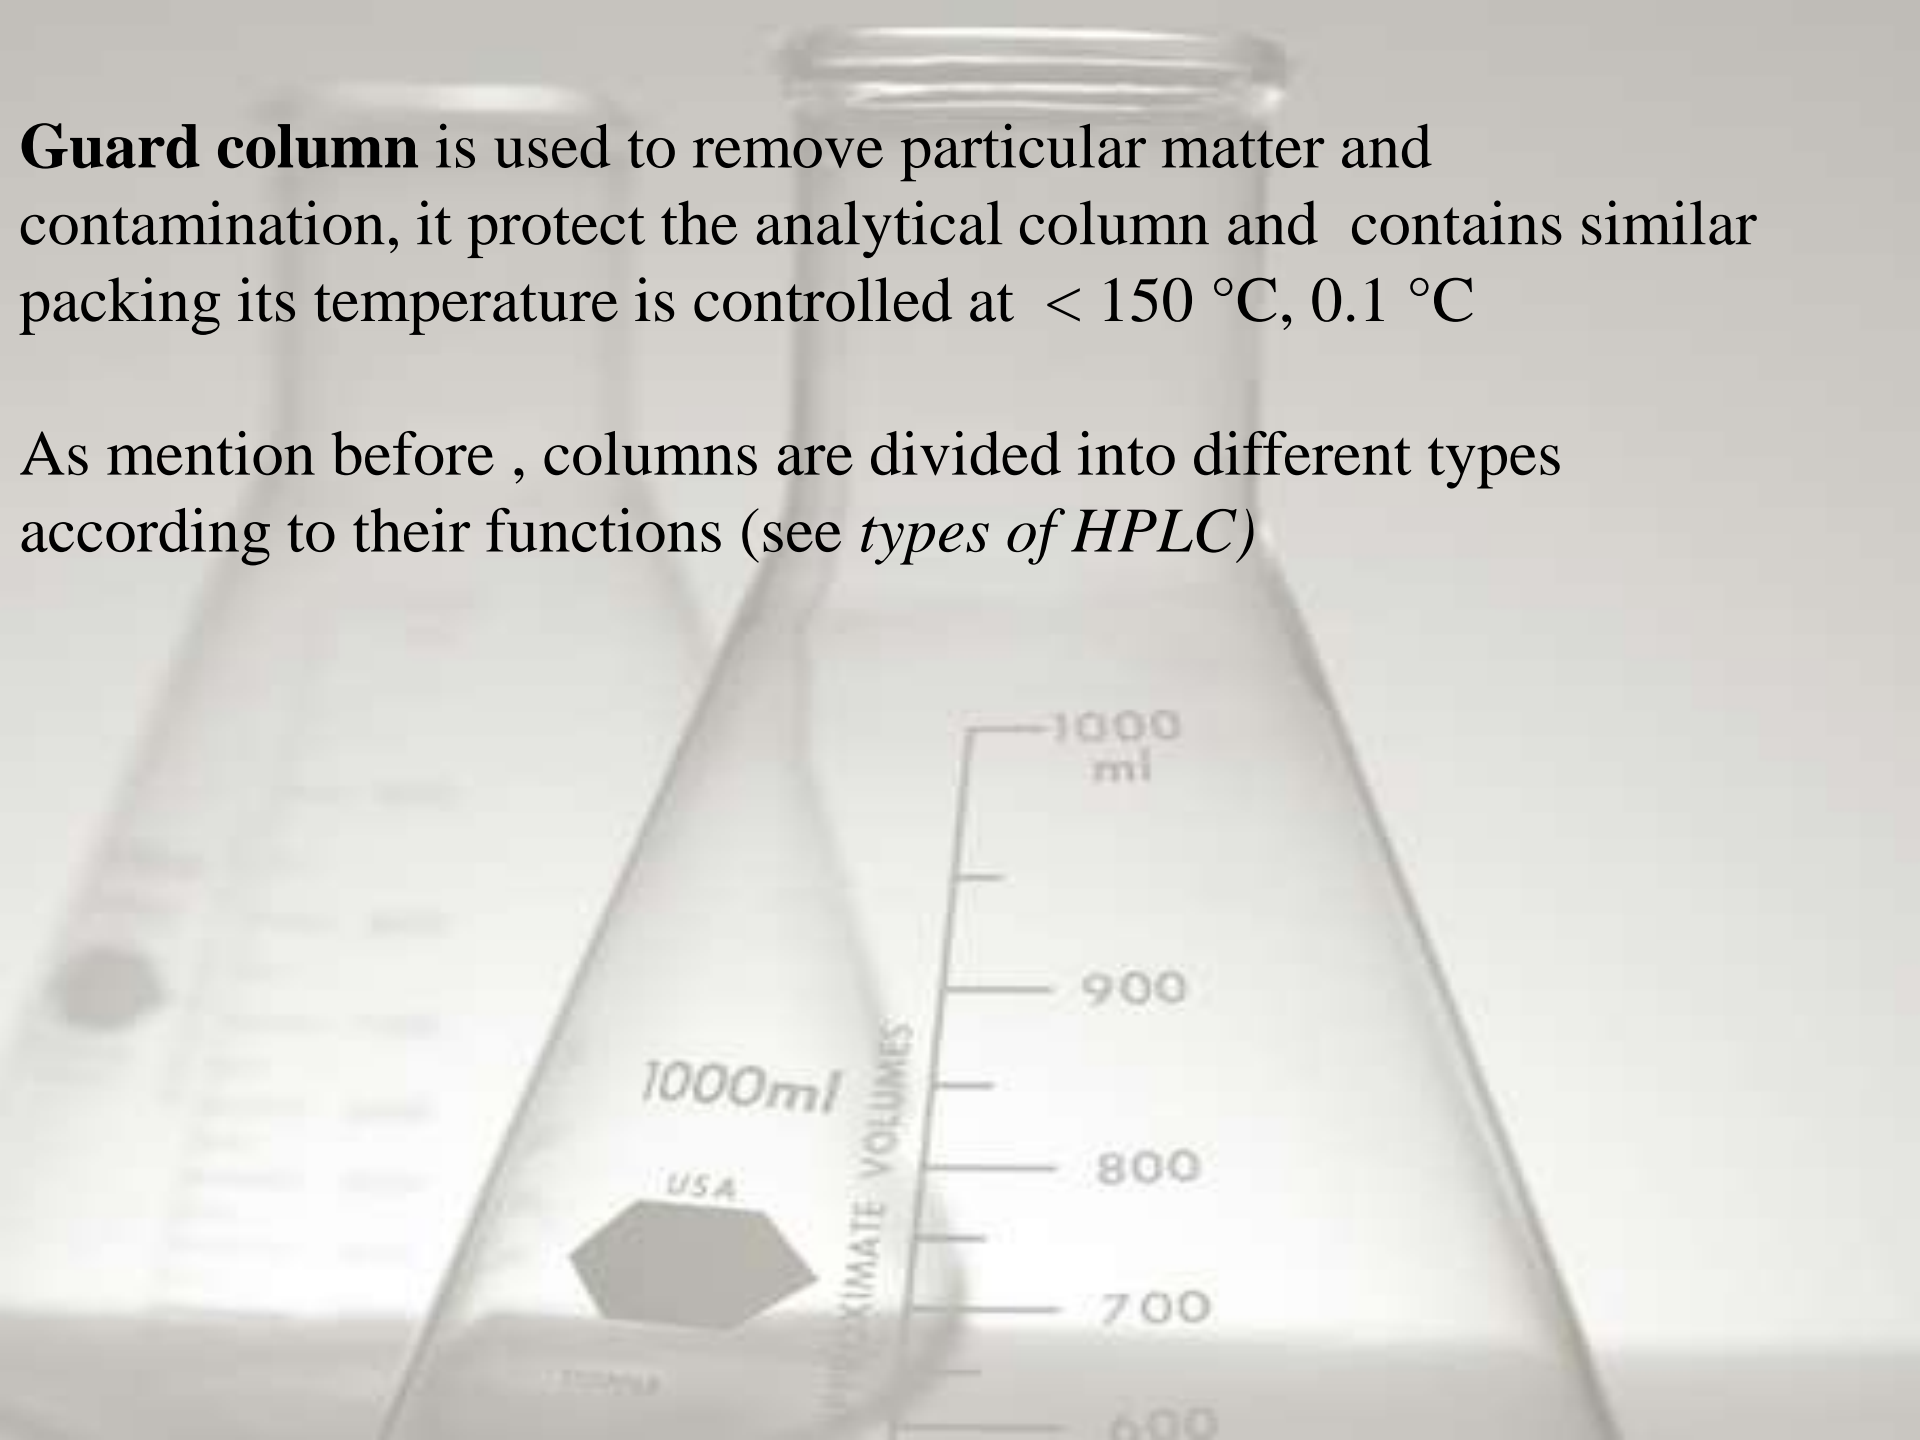 Guard column is used to remove particular matter and
contamination, it protect the analytical column and  contains similar
packing its temperature is controlled at  < 150 °C, 0.1 °C
As mention before , columns are divided into different types
according to their functions (see types of HPLC)
1000
ml
900
1000ml
VOLUMES
800
USA
700
600